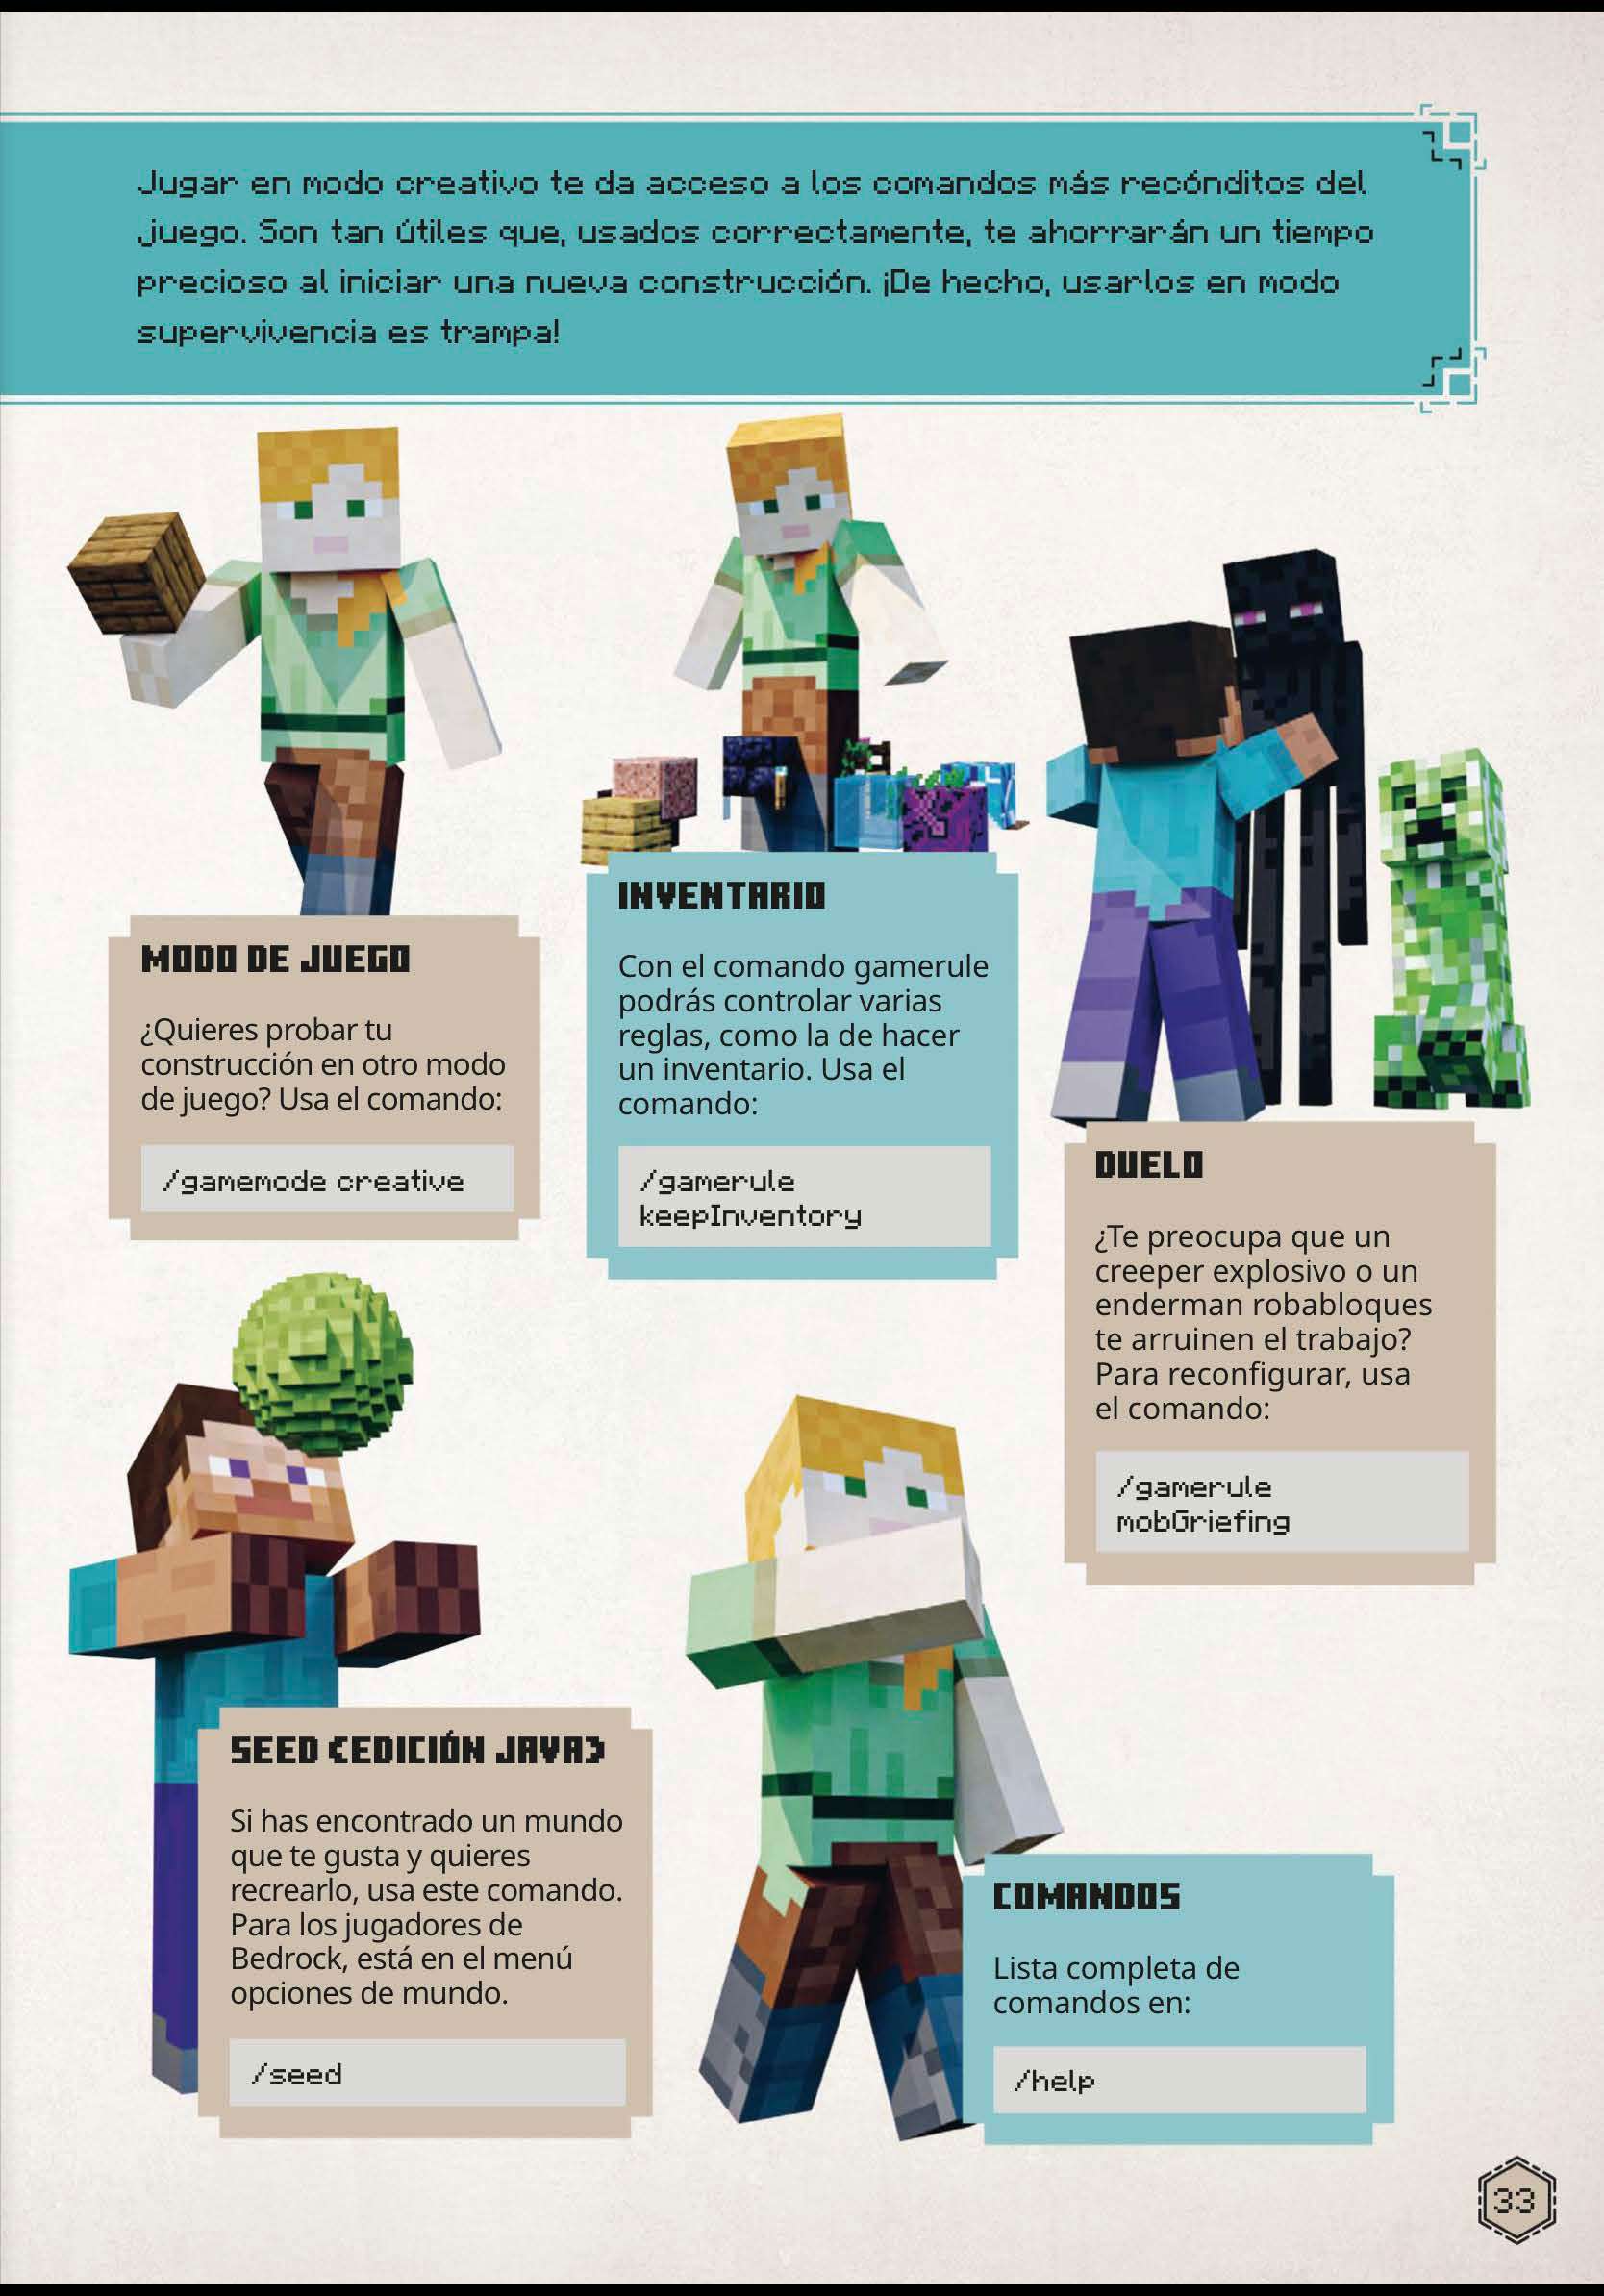 Jugar en modo creativo te da acceso a los comandos más recónditos del
juego. Son tan útiles que, usados correctamente, te ahorrarán un tiempo
precioso al iniciar una nueva construcción. ¡De hecho, usarlos en modo
supervivencia es trampa!
MODO DE JUEGO
¿Quieres probar tu
construcción en otro modo
de juego? Usa el comando:
/gamemode creative
INVENTARIO
Con el comando gamerule
podrás controlar varias
reglas, como la de hacer
un inventario. Usa el
comando:
/gamerule
keepInventory
DUELO
¿Te preocupa que un
creeper explosivo o un
enderman robabloques
te arruinen el trabajo?
Para reconfigurar, usa
el comando:
/gamerule
mobGriefing
SEED (EDICIÓN JAVA)
Si has encontrado un mundo
que te gusta y quieres
recrearlo, usa este comando.
Para los jugadores de
Bedrock, está en el menú
opciones de mundo.
/seed
COMANDOS
Lista completa de
comandos en:
/help
33